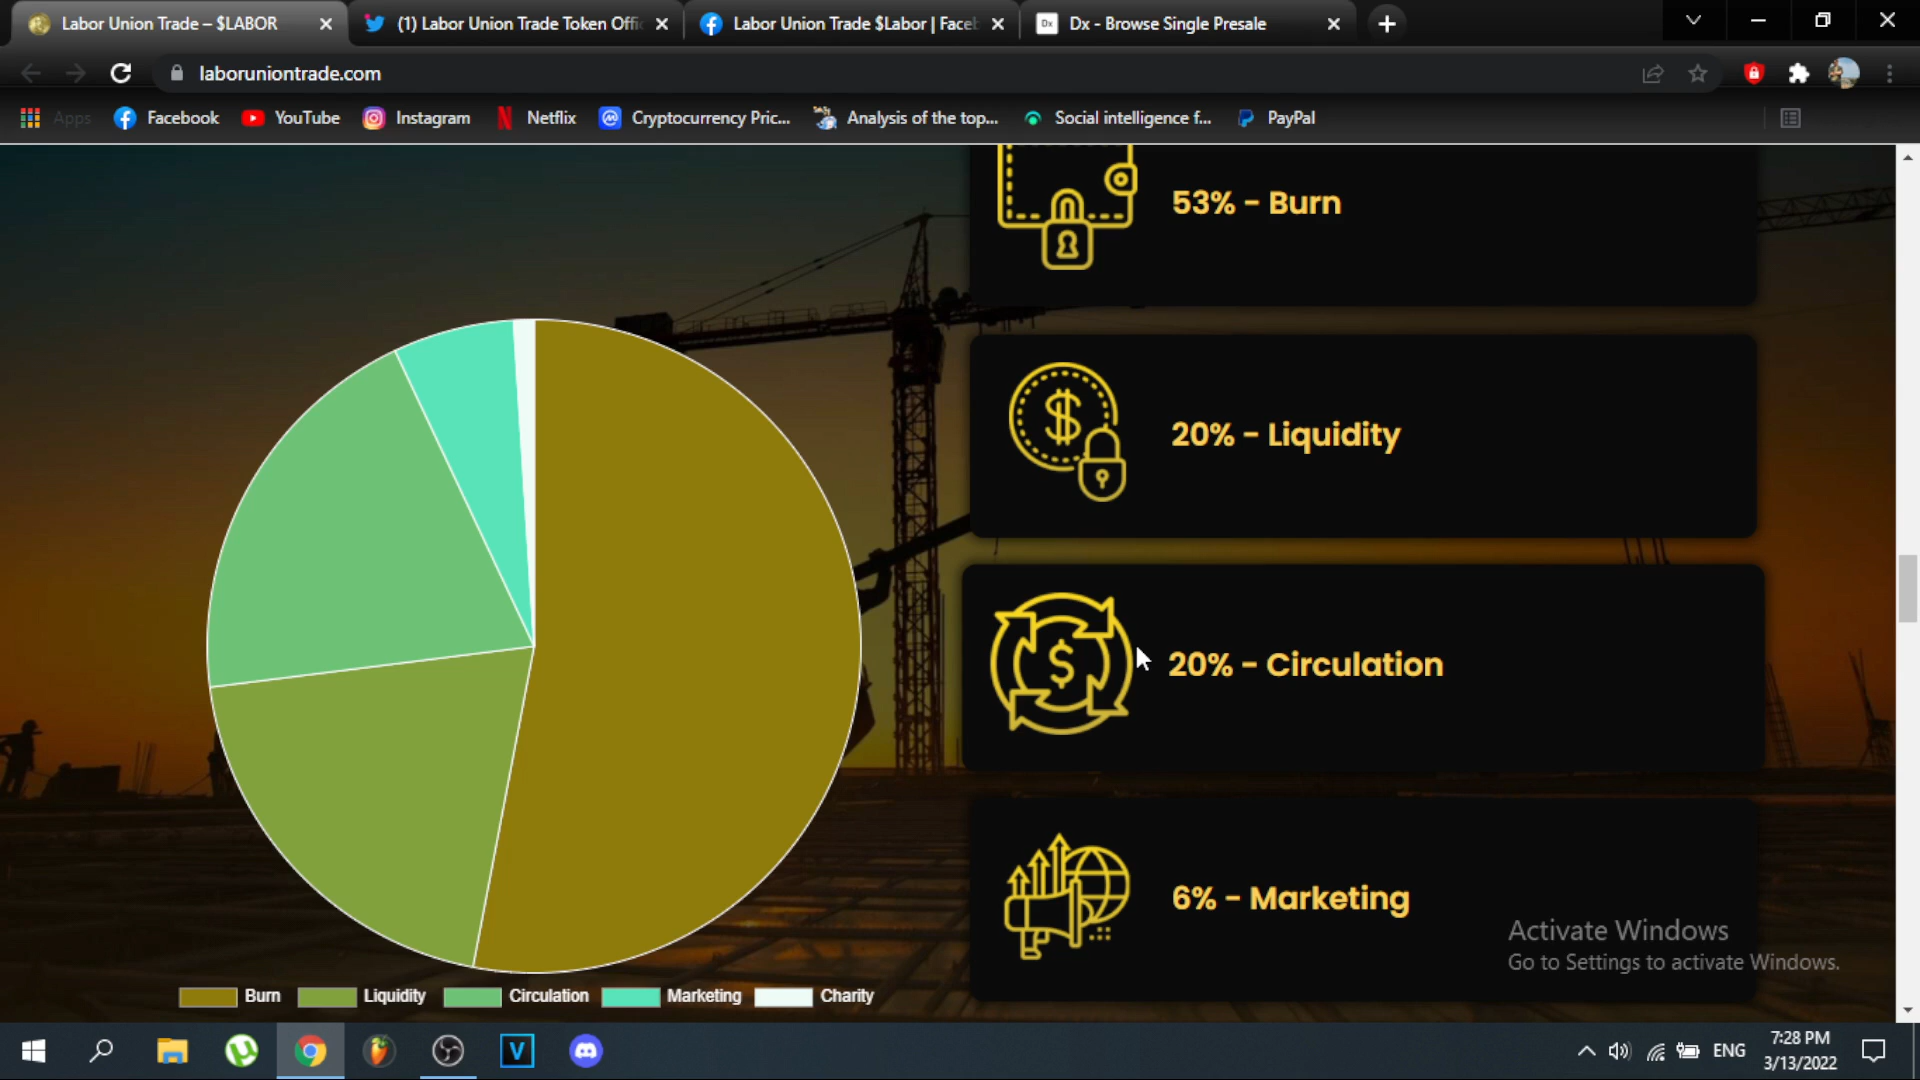 Labor Union Trade – $LABOR
(1) Labor Union Trade Token Offi
Labor Union Trade $Labor | Faceb
Dx
Dx - Browse Single Presale
laboruniontrade.com
Apps
Facebook
YouTube
Instagram
Netflix
Cryptocurrency Pric...
Analysis of the top...
Social intelligence f...
PayPal
53% - Burn
20% - Liquidity
20% - Circulation
6% - Marketing
Burn
Liquidity
Circulation
Marketing
Charity
Activate Windows
Go to Settings to activate Windows.
V
ENG
7:28 PM
3/13/2022